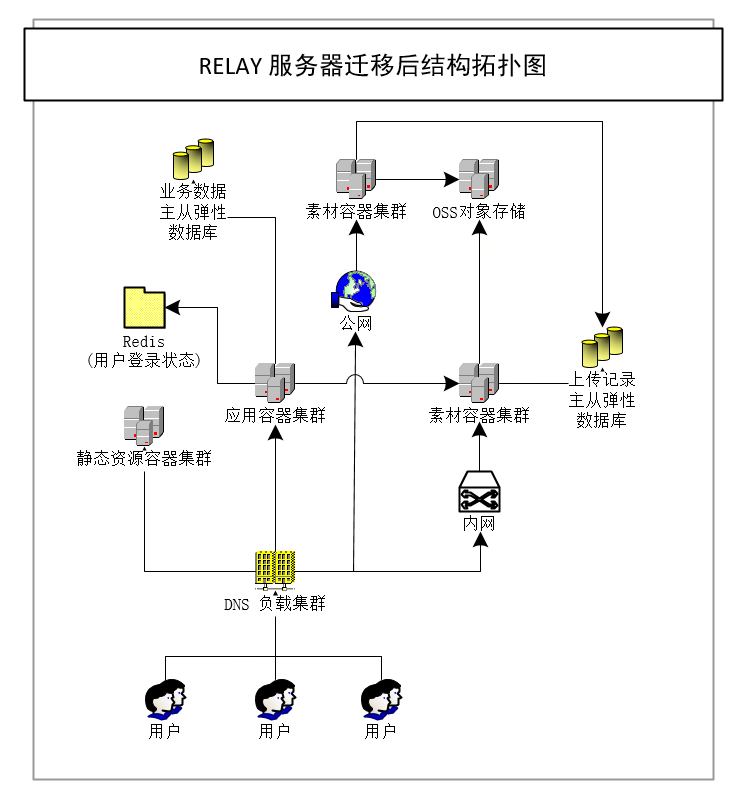 RELAY 服务器迁移后结构拓扑图
业务数据
主从弹性
数据库
素材容器集群
OSS对象存储
公网
Redis
(用户登录状态)
上传记录
主从弹性
数据库
应用容器集群
素材容器集群
静态资源容器集群
内网
DNS 负载集群
用户
用户
用户